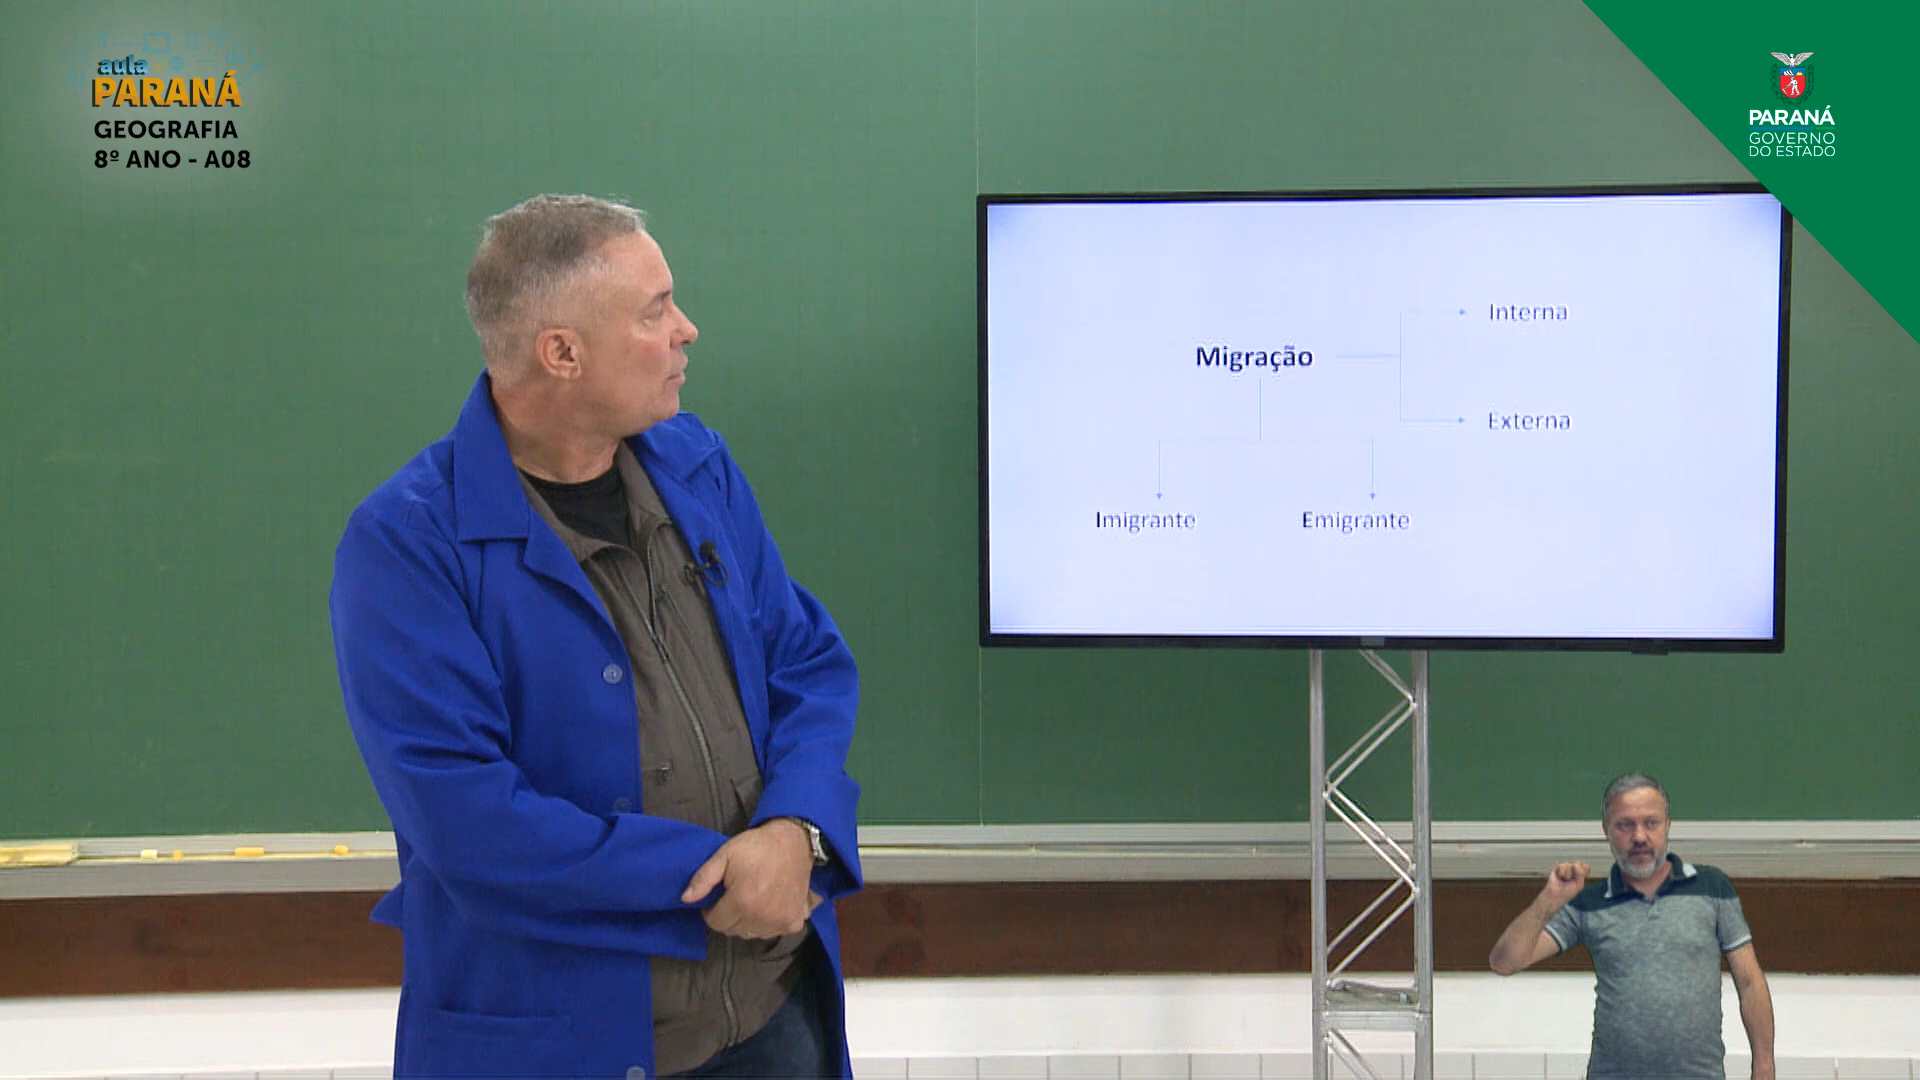 aula
PARANÁ
GEOGRAFIA
8º ANO - A08
PARANÁ
GOVERNO
DO ESTADO
Migração
Interna
Externa
Imigrante
Emigrante